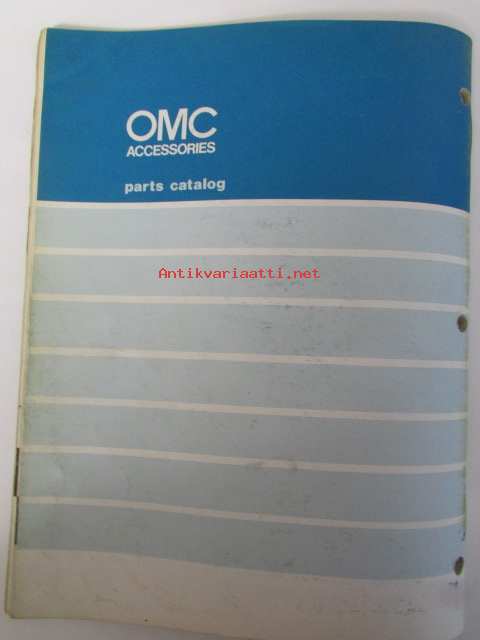 OMC
ACCESSORIES
parts catalog
Antikvariaatti.net